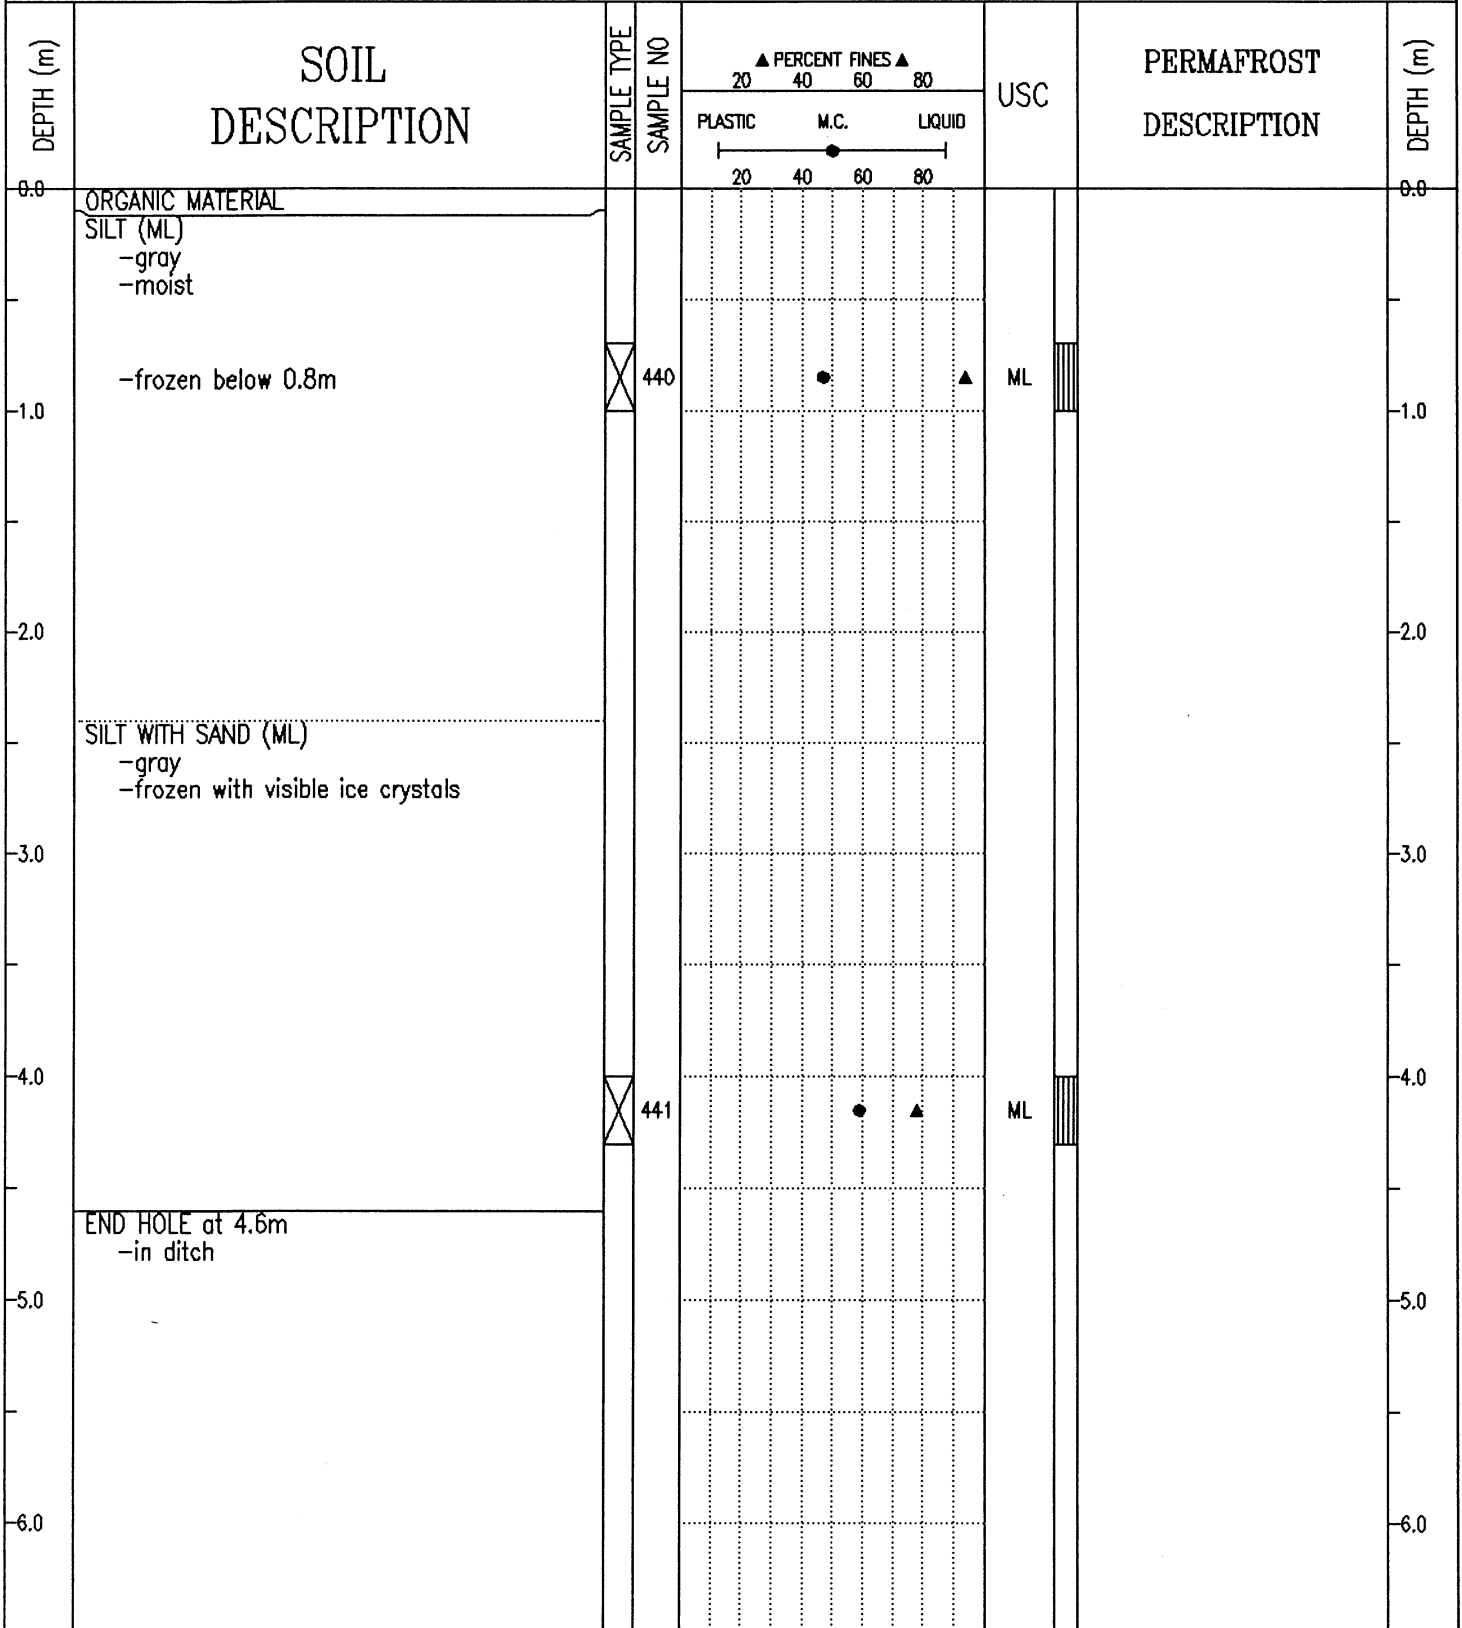 DEPTH (m)
SOIL
DESCRIPTION
SAMPLE TYPE
SAMPLE NO
▲ PERCENT FINES ▲
20 40 60 80
PLASTIC M.C. LIQUID
20 40 60 80
USC
PERMAFROST
DESCRIPTION
DEPTH (m)
0.0 0.0
ORGANIC MATERIAL
SILT (ML)
-gray
-moist
-frozen below 0.8m 440 ML
1.0 1.0
2.0 2.0
SILT WITH SAND (ML)
-gray
-frozen with visible ice crystals
3.0 3.0
4.0 4.0
441 ML
END HOLE at 4.6m
-in ditch
5.0 5.0
6.0 6.0